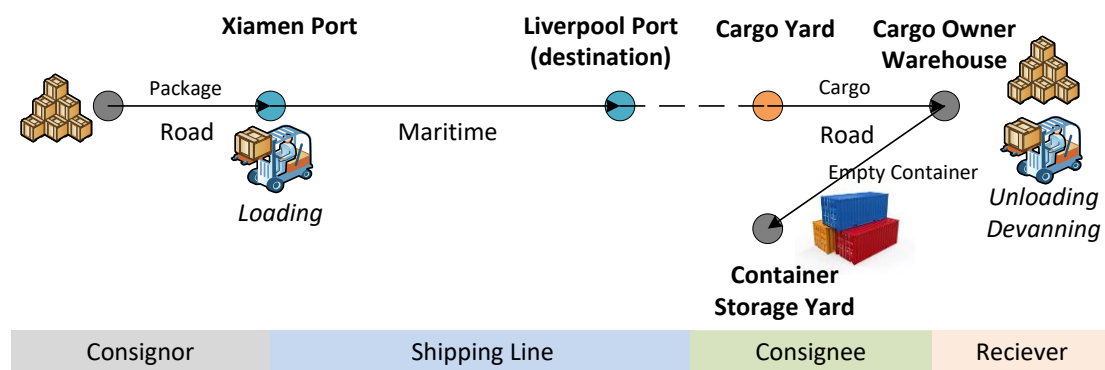 Xiamen Port
Liverpool Port
(destination)
Cargo Yard
Cargo Owner
Warehouse
Package
Road
Maritime
Cargo
Road
Loading
Empty Container
Unloading
Devanning
Container
Storage Yard
Consignor
Shipping Line
Consignee
Reciever